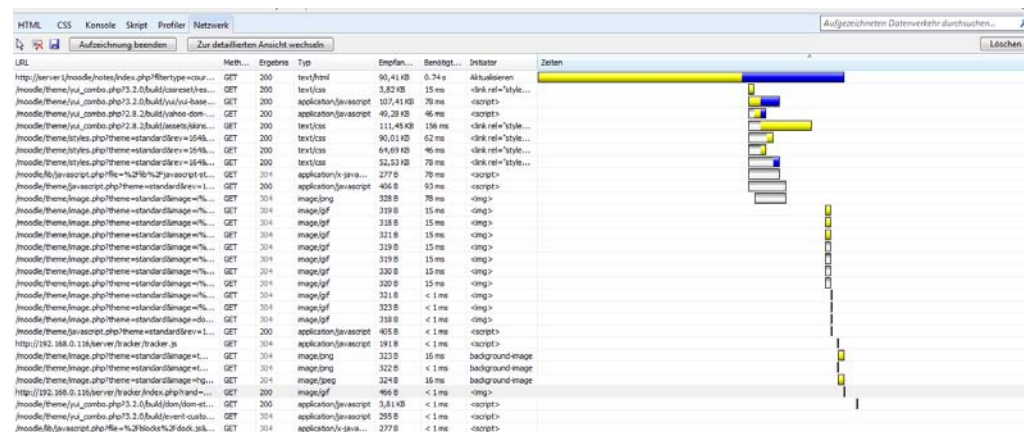 HTML CSS Konsole Skript Profiler Netzwerk Aufgezeichneten Datenverkehr durchsuchen...
Aufzeichnung beenden Zur detaillierten Ansicht wechseln Löschen
URL Meth... Ergebnis Typ Empfan... Benötigt... Initiator Zeiten
http://server1/moodle/notes/index.php?filtertype=cour... GET 200 text/html 90,41 KB 0.74 s Aktualisieren
/moodle/theme/yui_combo.php?3.2.0/build/cssreset/res... GET 200 text/css 3,82 KB 15 ms <link rel="style...
/moodle/theme/yui_combo.php?3.2.0/build/yui/yui-base... GET 200 application/javascript 107,41 KB 78 ms <script>
/moodle/theme/yui_combo.php?2.8.2/build/yahoo-dom-... GET 200 application/javascript 49,28 KB 46 ms <script>
/moodle/theme/yui_combo.php?2.8.2/build/assets/skins... GET 200 text/css 111,45 KB 156 ms <link rel="style...
/moodle/theme/styles.php?theme=standard&rev=1648... GET 200 text/css 90,01 KB 62 ms <link rel="style...
/moodle/theme/styles.php?theme=standard&rev=1648... GET 200 text/css 64,69 KB 46 ms <link rel="style...
/moodle/theme/styles.php?theme=standard&rev=1648... GET 200 text/css 52,53 KB 78 ms <link rel="style...
/moodle/lib/javascript.php?file=%2Flib%2Fjavascript-st... GET 304 application/x-java... 277 B 78 ms <script>
/moodle/theme/javascript.php?theme=standard&rev=1... GET 200 application/javascript 406 B 93 ms <script>
/moodle/theme/image.php?theme=standard&image=i%... GET 304 image/png 328 B 78 ms <img>
/moodle/theme/image.php?theme=standard&image=i%... GET 304 image/gif 319 B 15 ms <img>
/moodle/theme/image.php?theme=standard&image=i%... GET 304 image/gif 318 B 15 ms <img>
/moodle/theme/image.php?theme=standard&image=i%... GET 304 image/gif 321 B 15 ms <img>
/moodle/theme/image.php?theme=standard&image=i%... GET 304 image/gif 319 B 15 ms <img>
/moodle/theme/image.php?theme=standard&image=i%... GET 304 image/gif 319 B 15 ms <img>
/moodle/theme/image.php?theme=standard&image=i%... GET 304 image/gif 330 B 15 ms <img>
/moodle/theme/image.php?theme=standard&image=i%... GET 304 image/gif 320 B 15 ms <img>
/moodle/theme/image.php?theme=standard&image=i%... GET 304 image/gif 321 B < 1 ms <img>
/moodle/theme/image.php?theme=standard&image=i%... GET 304 image/gif 323 B < 1 ms <img>
/moodle/theme/image.php?theme=standard&image=do... GET 304 image/gif 318 B < 1 ms <img>
/moodle/theme/javascript.php?theme=standard&rev=1... GET 200 application/javascript 405 B < 1 ms <script>
http://192.168.0.116/server/tracker/tracker.js GET 304 application/javascript 191 B < 1 ms <script>
/moodle/theme/image.php?theme=standard&image=t... GET 304 image/png 323 B 16 ms background-image
/moodle/theme/image.php?theme=standard&image=t... GET 304 image/png 322 B < 1 ms background-image
/moodle/theme/image.php?theme=standard&image=hg... GET 304 image/jpeg 324 B 16 ms background-image
http://192.168.0.116/server/tracker/index.php?rand=... GET 200 image/gif 466 B < 1 ms <img>
/moodle/theme/yui_combo.php?3.2.0/build/dom/dom-st... GET 200 application/javascript 3,81 KB < 1 ms <script>
/moodle/theme/yui_combo.php?3.2.0/build/event-custo... GET 304 application/javascript 295 B < 1 ms <script>
/moodle/lib/javascript.php?file=%2Fblocks%2Fdock.js&... GET 304 application/x-java... 277 B < 1 ms <script>